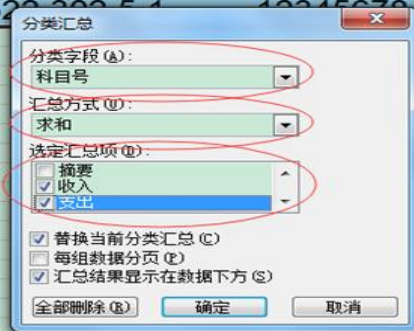 12345678
分类汇总
分类字段(A):
科目号
汇总方式(U):
求和
选定汇总项(D):
摘要
收入
支出
替换当前分类汇总(C)
每组数据分页(P)
汇总结果显示在数据下方(S)
全部删除(R) 确定 取消